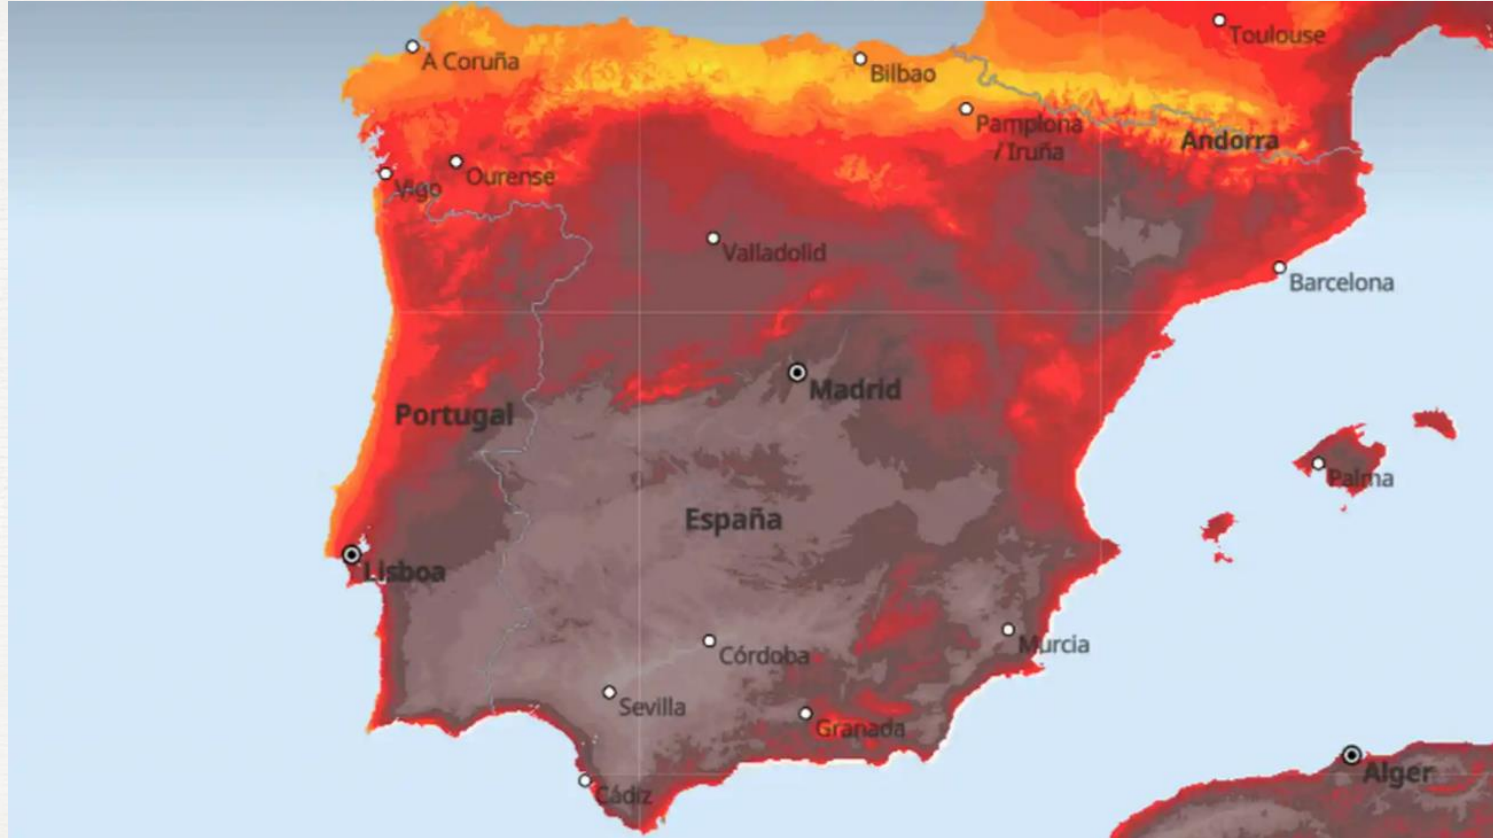 Toulouse
A Coruña
Bilbao
Pamplona
/ Iruña
Andorra
Vigo
Ourense
Valladolid
Barcelona
Madrid
Portugal
Palma
España
Lisboa
Murcia
Córdoba
Sevilla
Granada
Alger
Cádiz